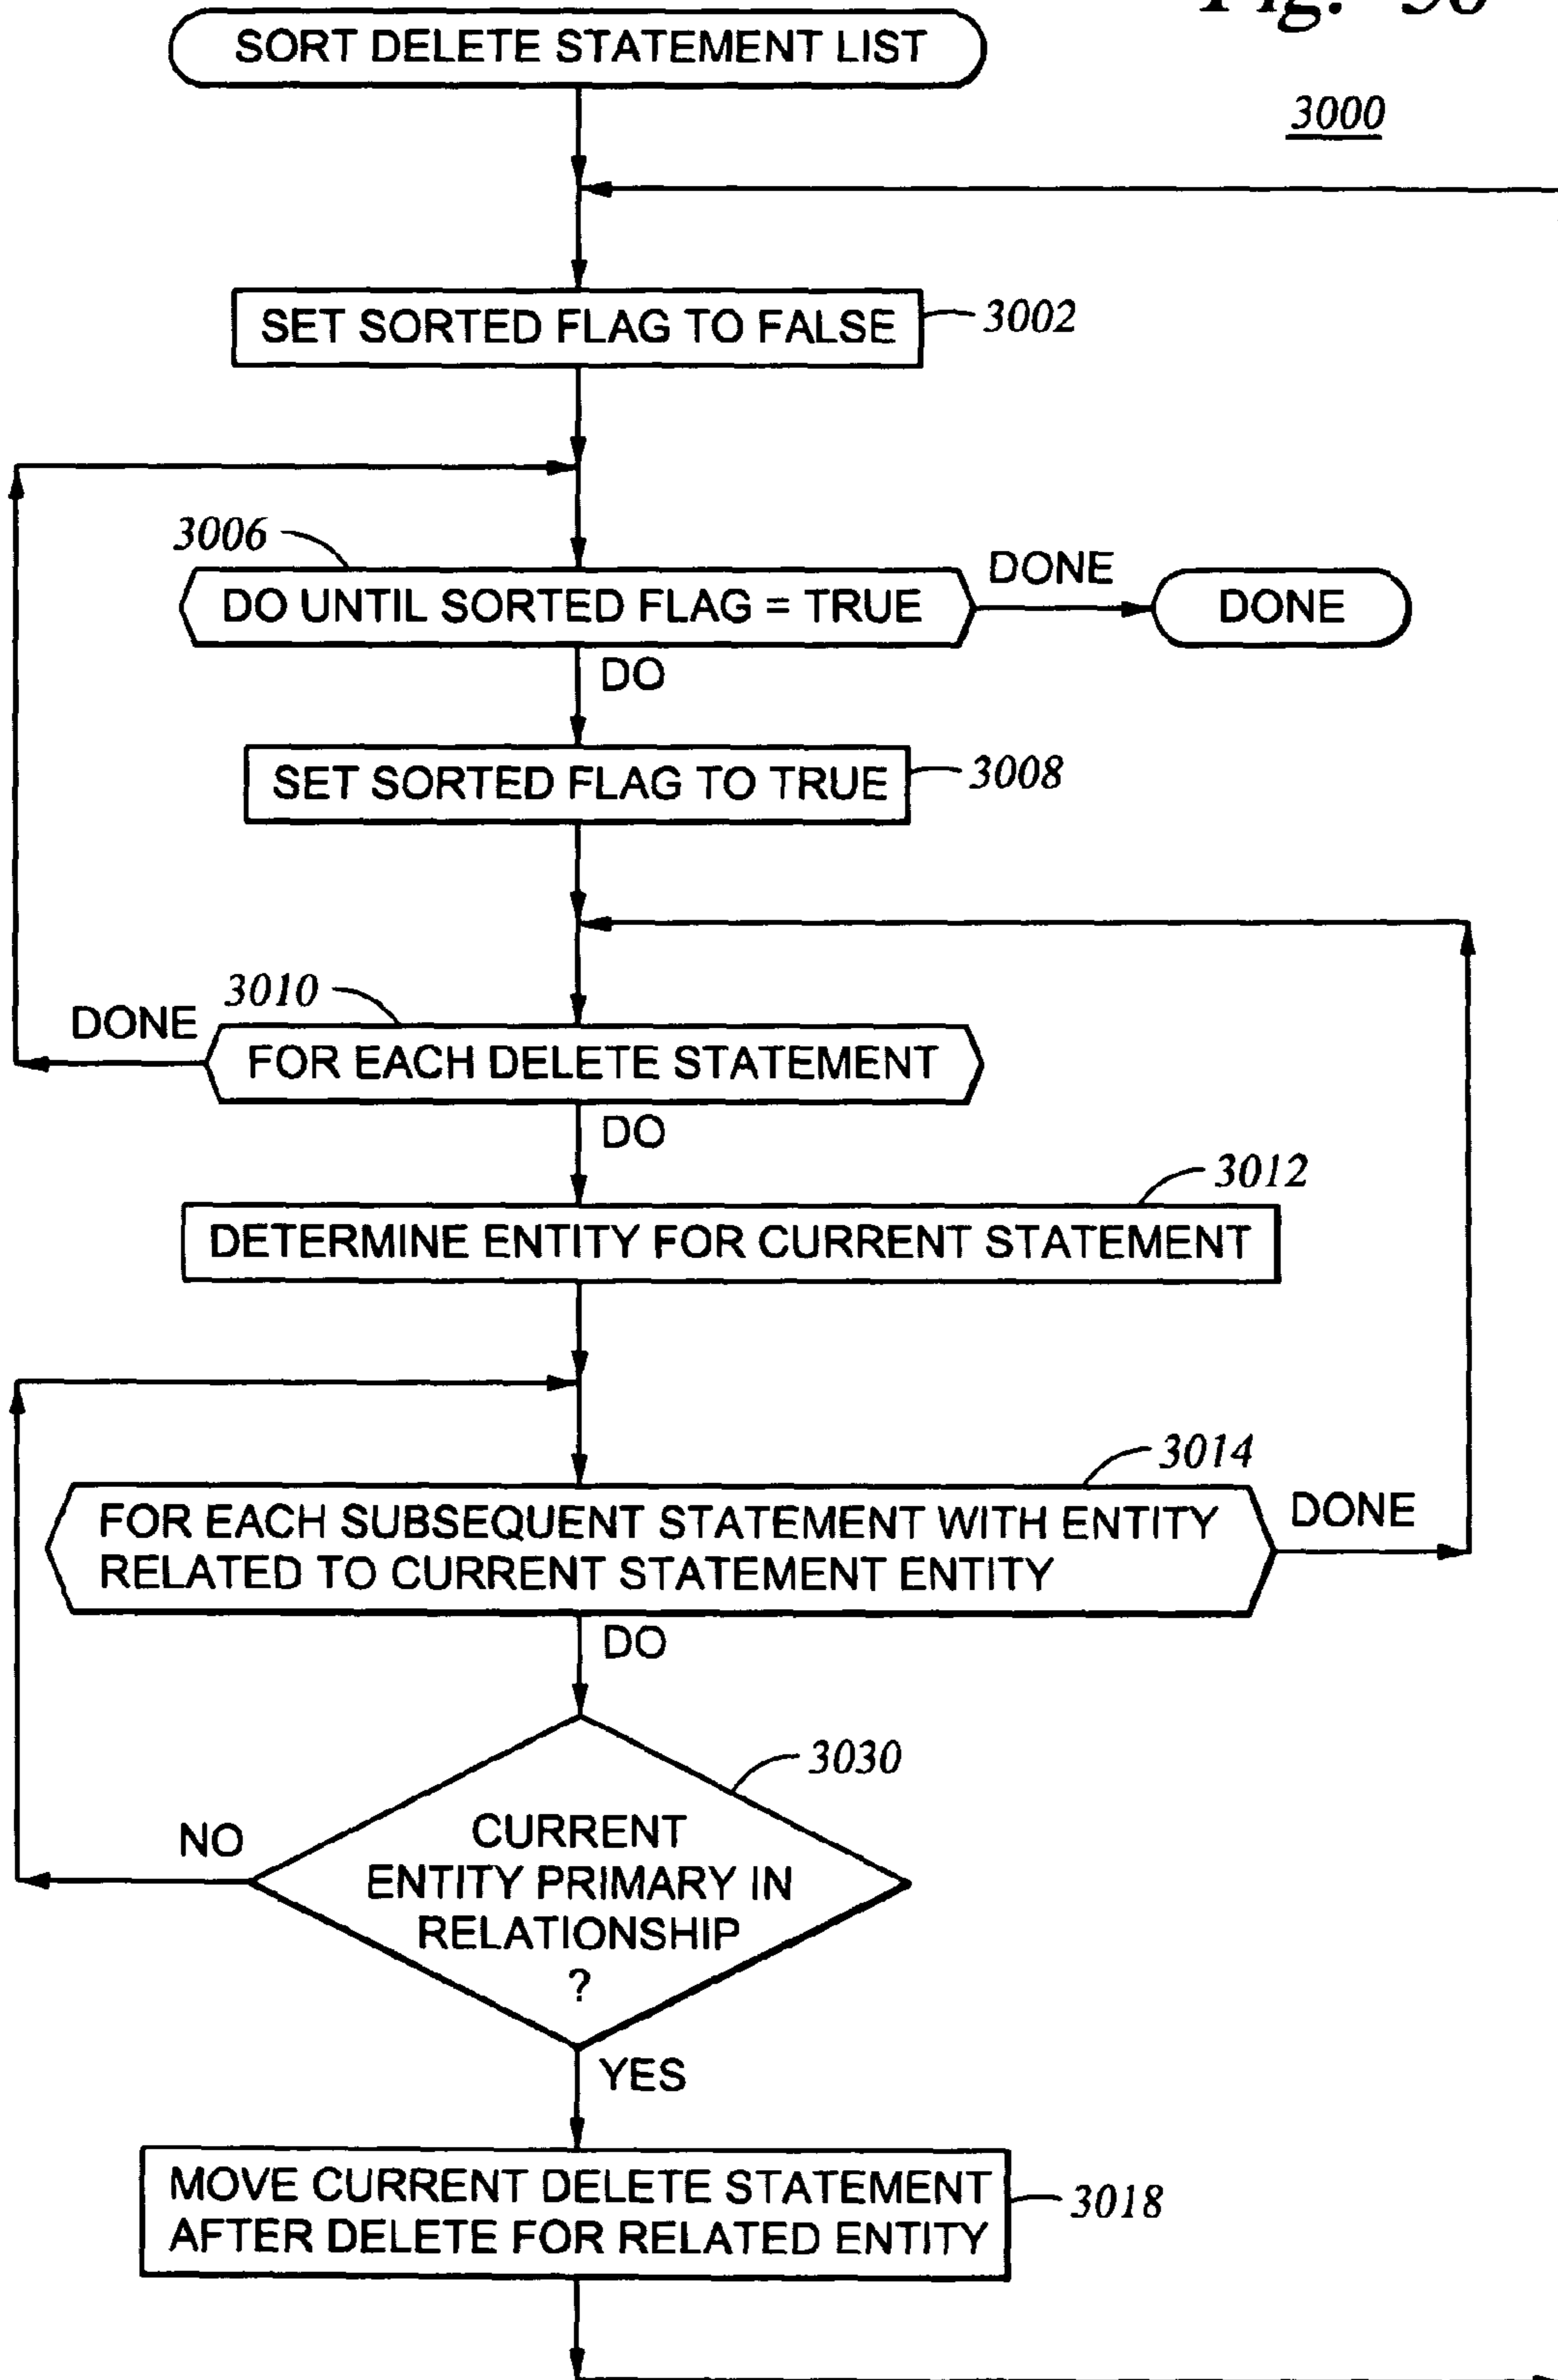 SORT DELETE STATEMENT LIST
Fig. 30
3000
SET SORTED FLAG TO FALSE
3002
3006
DO UNTIL SORTED FLAG = TRUE
DONE
DONE
DO
SET SORTED FLAG TO TRUE
3008
3010
DONE
FOR EACH DELETE STATEMENT
DO
3012
DETERMINE ENTITY FOR CURRENT STATEMENT
3014
FOR EACH SUBSEQUENT STATEMENT WITH ENTITY
RELATED TO CURRENT STATEMENT ENTITY
DONE
DO
3030
NO
CURRENT
ENTITY PRIMARY IN
RELATIONSHIP
?
YES
MOVE CURRENT DELETE STATEMENT
AFTER DELETE FOR RELATED ENTITY
3018